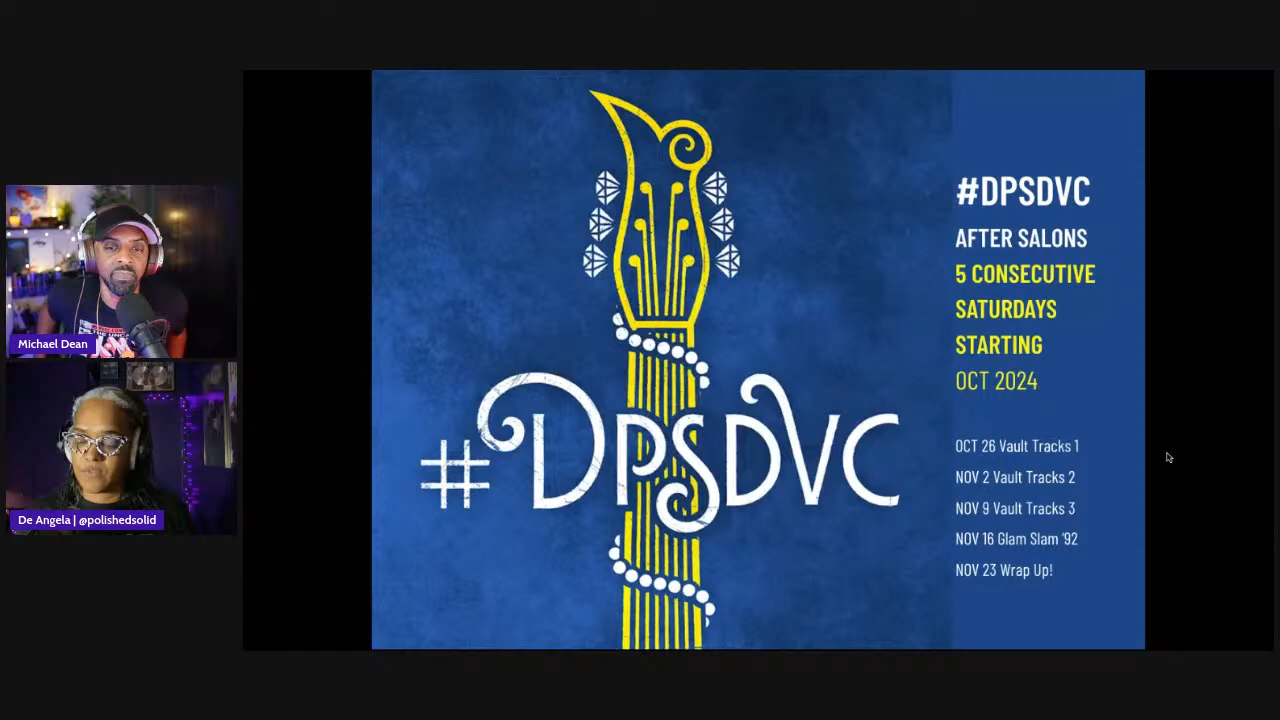 Michael Dean
De Angela | @polishedsolid
#DPSDVC
#DPSDVC
AFTER SALONS
5 CONSECUTIVE
SATURDAYS
STARTING
OCT 2024
OCT 26 Vault Tracks 1
NOV 2 Vault Tracks 2
NOV 9 Vault Tracks 3
NOV 16 Glam Slam '92
NOV 23 Wrap Up!